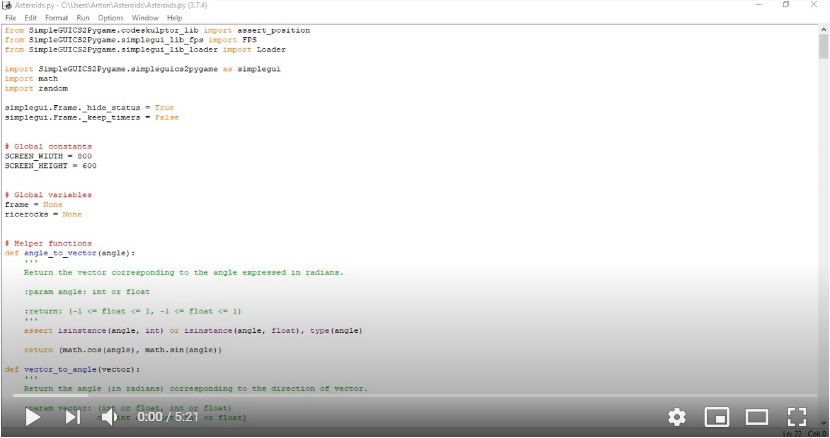 Asteroids.py - C:\Users\Anton\Asteroids\Asteroids.py (3.7.4)
File Edit Format Run Options Window Help
from SimpleGUICS2Pygame.codeskulptor_lib import assert_position
from SimpleGUICS2Pygame.simplegui_lib_fps import FPS
from SimpleGUICS2Pygame.simplegui_lib_loader import Loader
import SimpleGUICS2Pygame.simpleguics2pygame as simplegui
import math
import random
simplegui.Frame._hide_status = True
simplegui.Frame._keep_timers = False
# Global constants
SCREEN_WIDTH = 800
SCREEN_HEIGHT = 600
# Global variables
frame = None
ricerocks = None
# Helper functions
def angle_to_vector(angle):
'''
Return the vector corresponding to the angle expressed in radians.
:param angle: int or float
:return: (-1 <= float <= 1, -1 <= float <= 1)
'''
assert isinstance(angle, int) or isinstance(angle, float), type(angle)
return (math.cos(angle), math.sin(angle))
def vector_to_angle(vector):
'''
Return the angle (in radians) corresponding to the direction of vector.
:param vector: (int or float, int or float)
0:00 / 5:21 or float]
Ln: 22 Col: 0